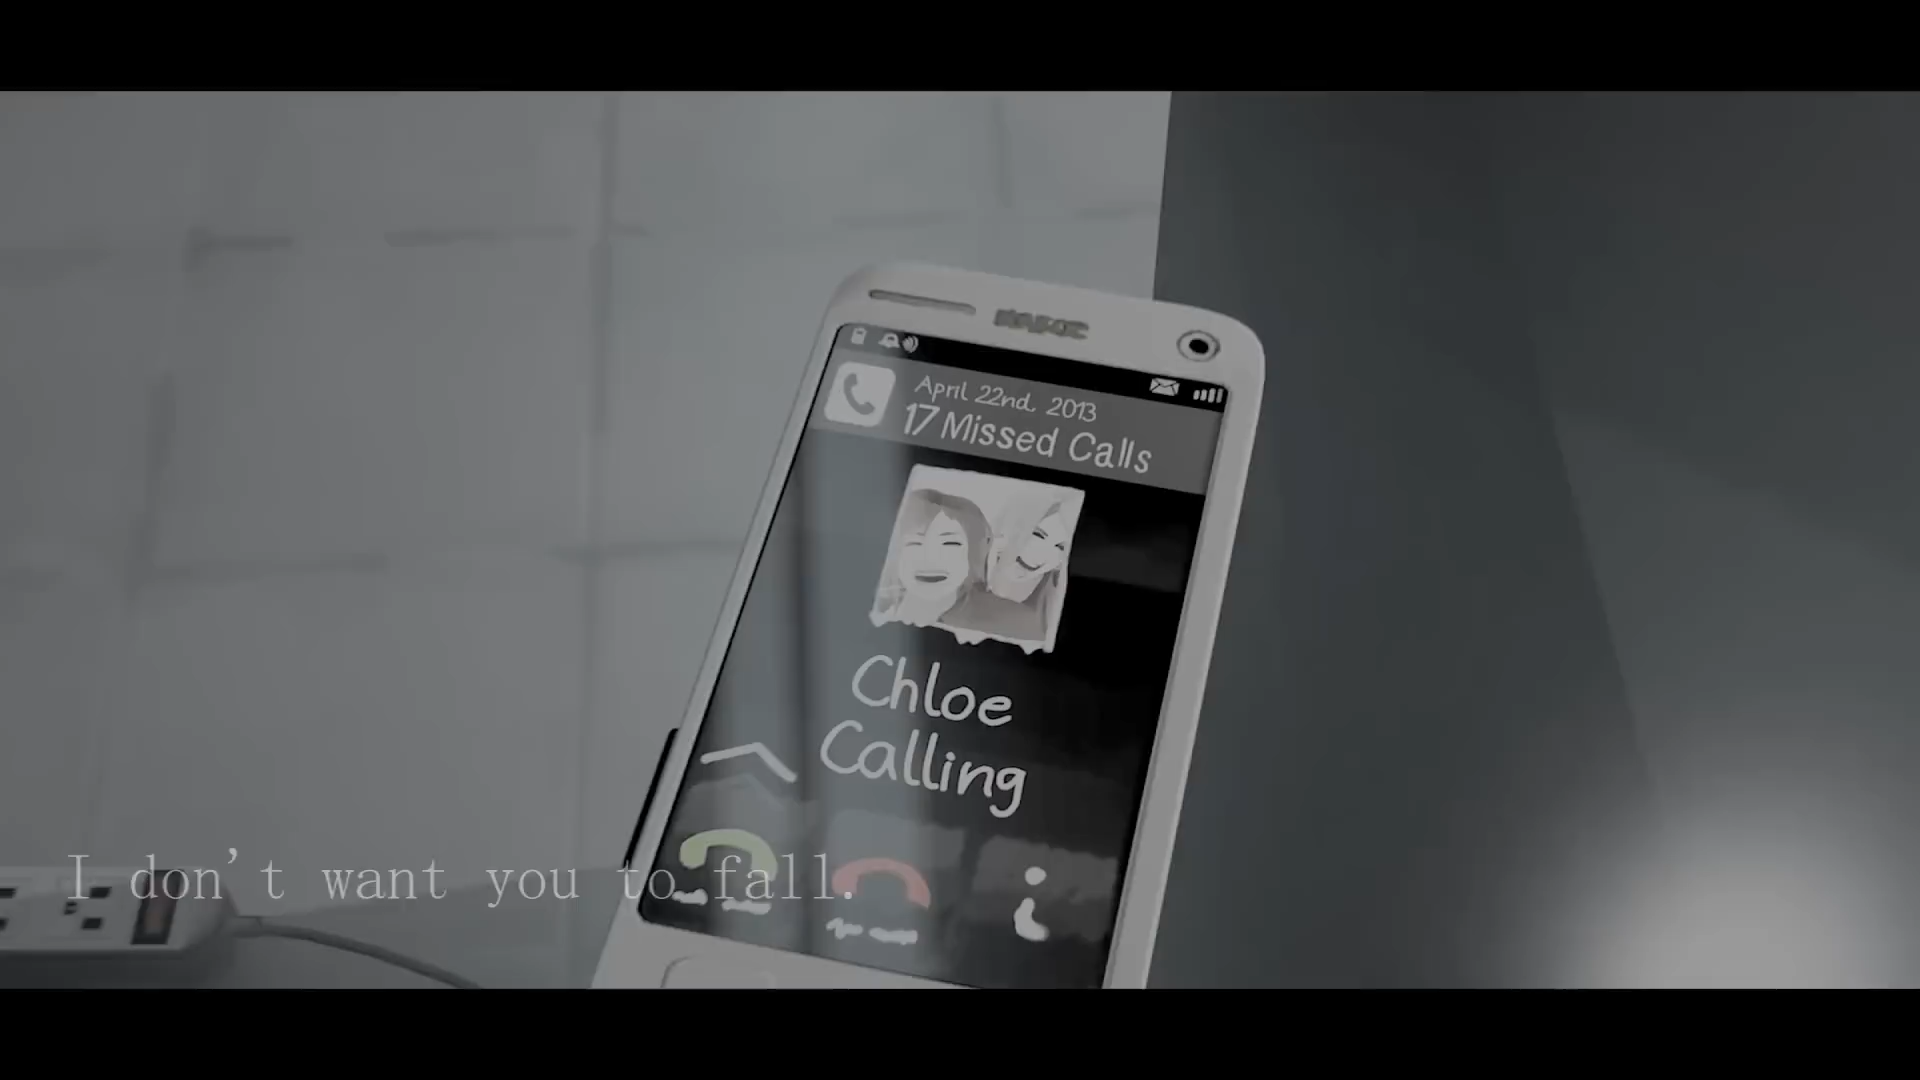 April 22nd, 2013
17 Missed Calls
Chloe
Calling
I don't want you to fall.